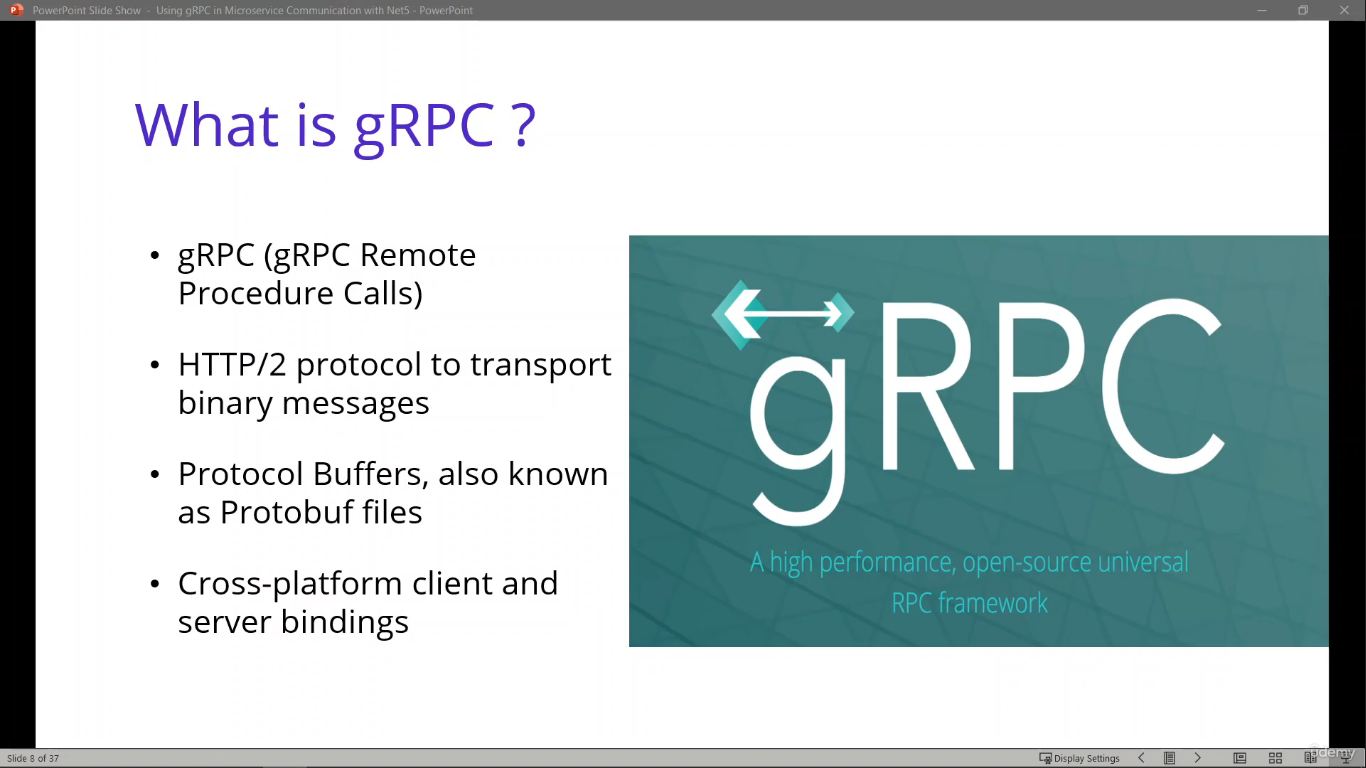 PowerPoint Slide Show - Using gRPC in Microservice Communication with Net5 - PowerPoint
What is gRPC ?
• gRPC (gRPC Remote
Procedure Calls)
• HTTP/2 protocol to transport
binary messages
• Protocol Buffers, also known
as Protobuf files
• Cross-platform client and
server bindings
gRPC
A high performance, open-source universal
RPC framework
Slide 8 of 37
Display Settings
udemy